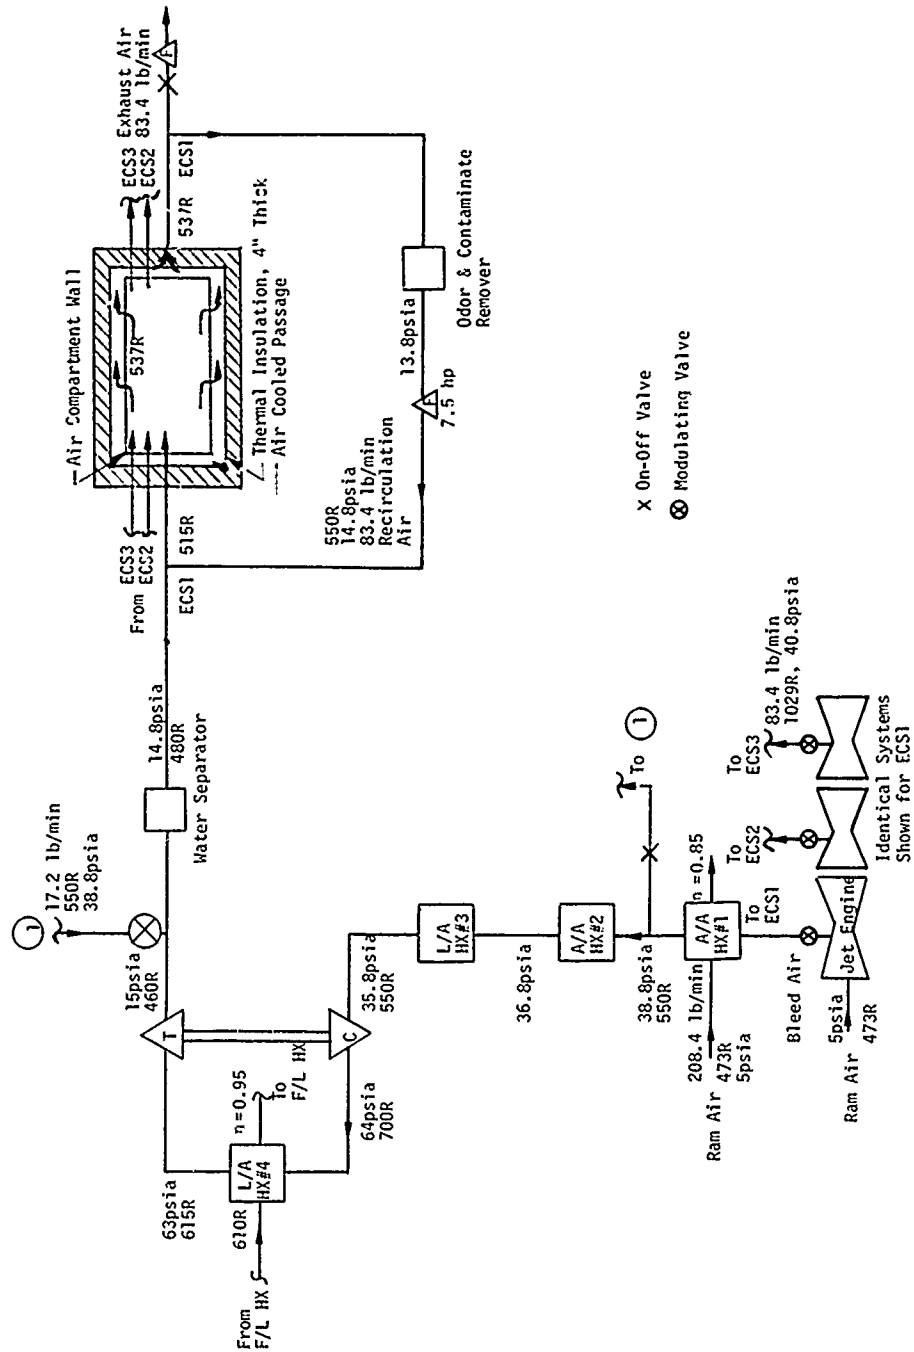 Exhaust Air
83.4 lb/min
F
ECS3
ECS2
ECS1
537R
Air Compartment Wall
537R
Thermal Insulation, 4" Thick
Air Cooled Passage
From
ECS3
ECS2
ECS1
515R
Odor & Contaminate
Remover
13.8psia
F
7.5 hp
550R
14.8psia
83.4 lb/min
Recirculation
Air
X On-Off Valve
⊗ Modulating Valve
14.8psia
480R
Water Separator
1
17.2 lb/min
550R
38.8psia
15psia
460R
T
C
63psia
615R
L/A
HX#4
η=0.95
To
F/L HX
610R
From
F/L HX
64psia
700R
35.8psia
550R
L/A
HX#3
36.8psia
A/A
HX#2
To 1
38.8psia
550R
A/A
HX#1
η=0.85
208.4 lb/min
Ram Air 473R
5psia
To
ECS1
Bleed Air
Jet Engine
5psia
Ram Air 473R
To
ECS2
To
ECS3
83.4 lb/min
1029R, 40.8psia
Identical Systems
Shown for ECS1